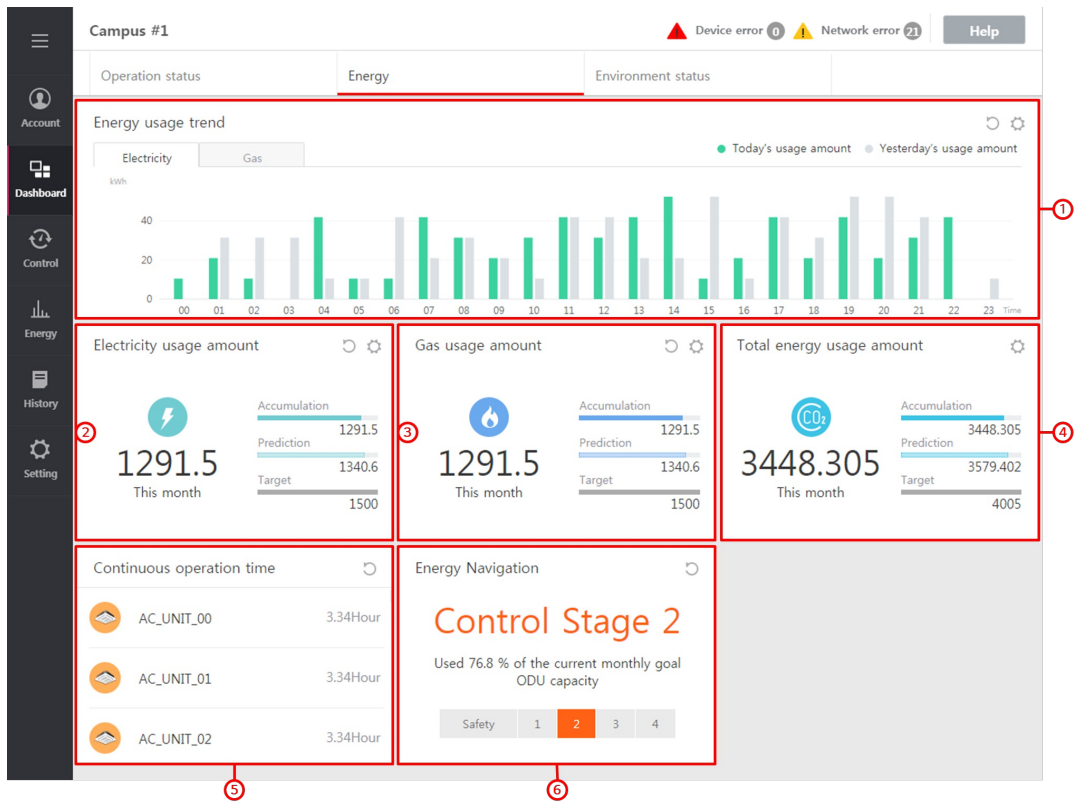 Campus #1
Device error 0
Network error 21
Help
Account
Dashboard
Control
Energy
History
Setting
Operation status
Energy
Environment status
Energy usage trend
Electricity
Gas
Today's usage amount
Yesterday's usage amount
kWh
40
20
0
00 01 02 03 04 05 06 07 08 09 10 11 12 13 14 15 16 17 18 19 20 21 22 23 Time
1
Electricity usage amount
Accumulation
1291.5
Prediction
1340.6
Target
1500
1291.5
This month
2
Gas usage amount
Accumulation
1291.5
Prediction
1340.6
Target
1500
1291.5
This month
3
Total energy usage amount
CO2
Accumulation
3448.305
Prediction
3579.402
Target
4005
3448.305
This month
4
Continuous operation time
AC_UNIT_00 3.34Hour
AC_UNIT_01 3.34Hour
AC_UNIT_02 3.34Hour
5
Energy Navigation
Control Stage 2
Used 76.8 % of the current monthly goal
ODU capacity
Safety 1 2 3 4
6